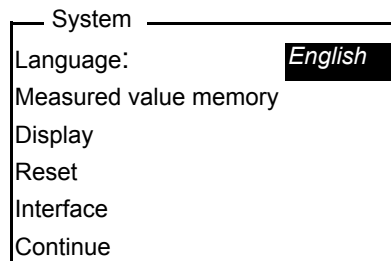 System
Language: English
Measured value memory
Display
Reset
Interface
Continue